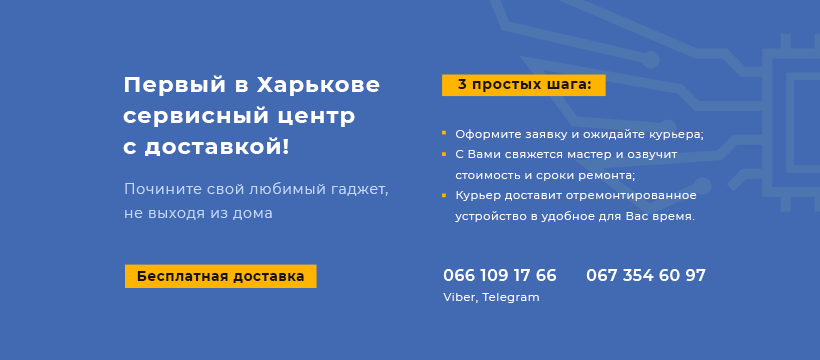 Первый в Харькове
сервисный центр
с доставкой!
Почините свой любимый гаджет,
не выходя из дома
Бесплатная доставка
3 простых шага:
Оформите заявку и ожидайте курьера;
С Вами свяжется мастер и озвучит
стоимость и сроки ремонта;
Курьер доставит отремонтированное
устройство в удобное для Вас время.
066 109 17 66 067 354 60 97
Viber, Telegram